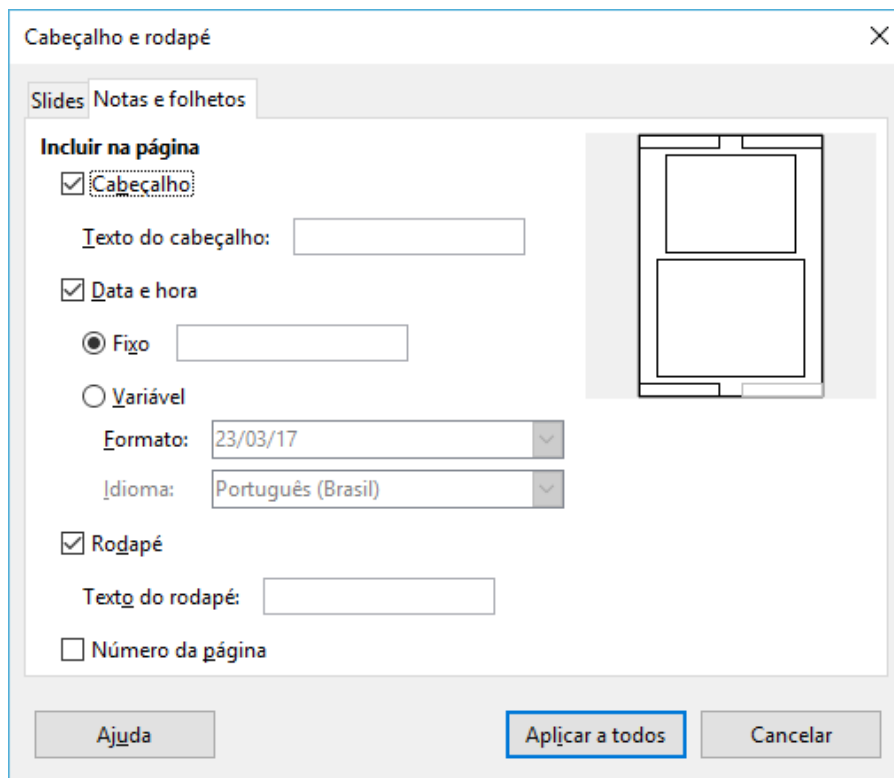 Cabeçalho e rodapé
Slides Notas e folhetos
Incluir na página
Cabeçalho
Texto do cabeçalho:
Data e hora
Fixo
Variável
Formato: 23/03/17
Idioma: Português (Brasil)
Rodapé
Texto do rodapé:
Número da página
Ajuda Aplicar a todos Cancelar